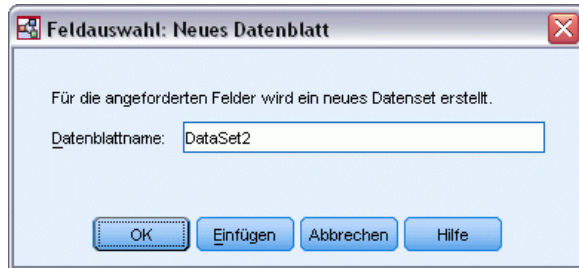 Feldauswahl: Neues Datenblatt
Für die angeforderten Felder wird ein neues Datenset erstellt.
Datenblattname: DataSet2
OK Einfügen Abbrechen Hilfe